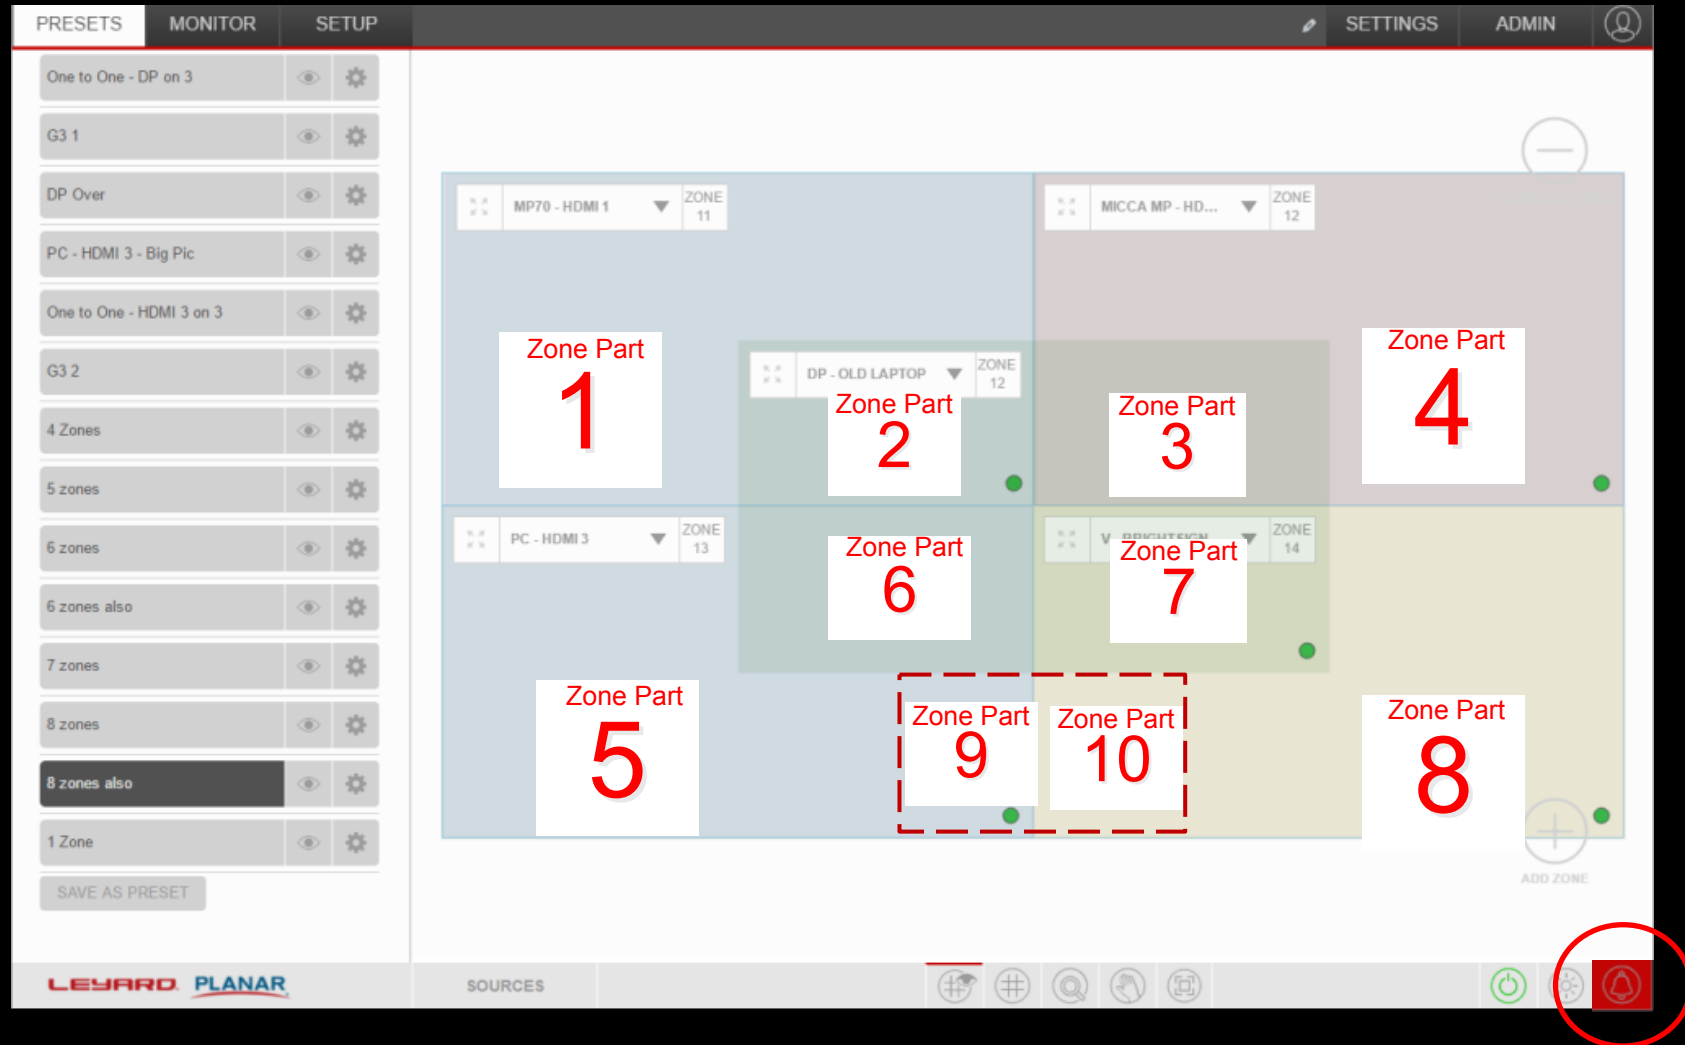 PRESETS
MONITOR
SETUP
SETTINGS
ADMIN
One to One - DP on 3
G3 1
DP Over
PC - HDMI 3 - Big Pic
One to One - HDMI 3 on 3
G3 2
4 Zones
5 zones
6 zones
6 zones also
7 zones
8 zones
8 zones also
1 Zone
SAVE AS PRESET
MP70 - HDMI 1
ZONE
11
MICCA MP - HD...
ZONE
12
Zone Part
1
DP - OLD LAPTOP
ZONE
12
Zone Part
2
Zone Part
3
Zone Part
4
PC - HDMI 3
ZONE
13
Zone Part
6
ZONE
14
Zone Part
7
Zone Part
5
Zone Part
9
Zone Part
10
Zone Part
8
ADD ZONE
LEYARD PLANAR
SOURCES